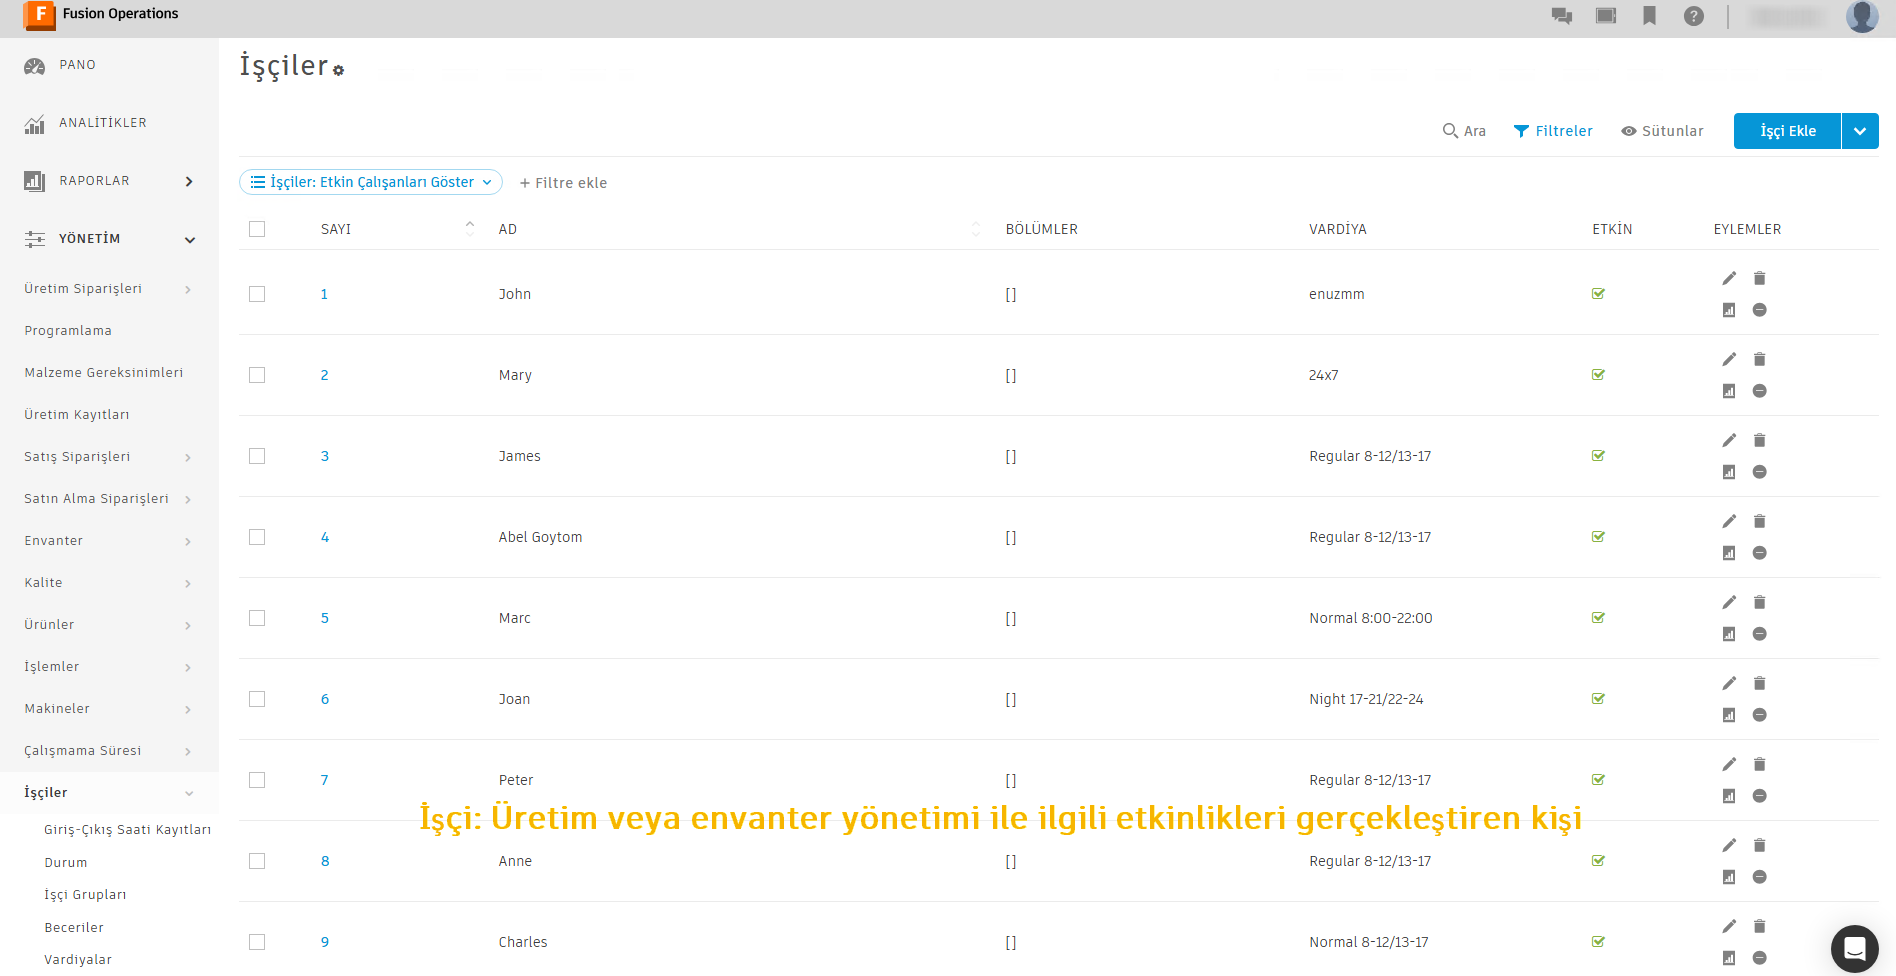 F Fusion Operations
?
PANO
ANALİTİKLER
RAPORLAR
YÖNETİM
Üretim Siparişleri
Programlama
Malzeme Gereksinimleri
Üretim Kayıtları
Satış Siparişleri
Satın Alma Siparişleri
Envanter
Kalite
Ürünler
İşlemler
Makineler
Çalışmama Süresi
İşçiler
Giriş-Çıkış Saati Kayıtları
Durum
İşçi Grupları
Beceriler
Vardiyalar
İşçiler
Ara Filtreler Sütunlar İşçi Ekle
İşçiler: Etkin Çalışanları Göster + Filtre ekle
SAYI AD BÖLÜMLER VARDİYA ETKİN EYLEMLER
1 John [] enuzmm
2 Mary [] 24x7
3 James [] Regular 8-12/13-17
4 Abel Goytom [] Regular 8-12/13-17
5 Marc [] Normal 8:00-22:00
6 Joan [] Night 17-21/22-24
7 Peter [] Regular 8-12/13-17
İşçi: Üretim veya envanter yönetimi ile ilgili etkinlikleri gerçekleştiren kişi
8 Anne [] Regular 8-12/13-17
9 Charles [] Normal 8-12/13-17